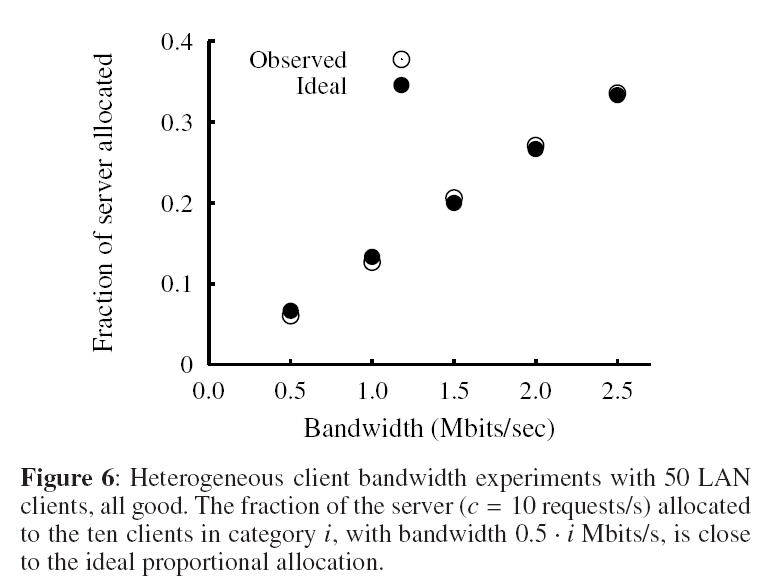 Fraction of server allocated
0.4
0.3
0.2
0.1
0
Observed
Ideal
0.0 0.5 1.0 1.5 2.0 2.5
Bandwidth (Mbits/sec)
Figure 6: Heterogeneous client bandwidth experiments with 50 LAN
clients, all good. The fraction of the server (c = 10 requests/s) allocated
to the ten clients in category i, with bandwidth 0.5 · i Mbits/s, is close
to the ideal proportional allocation.